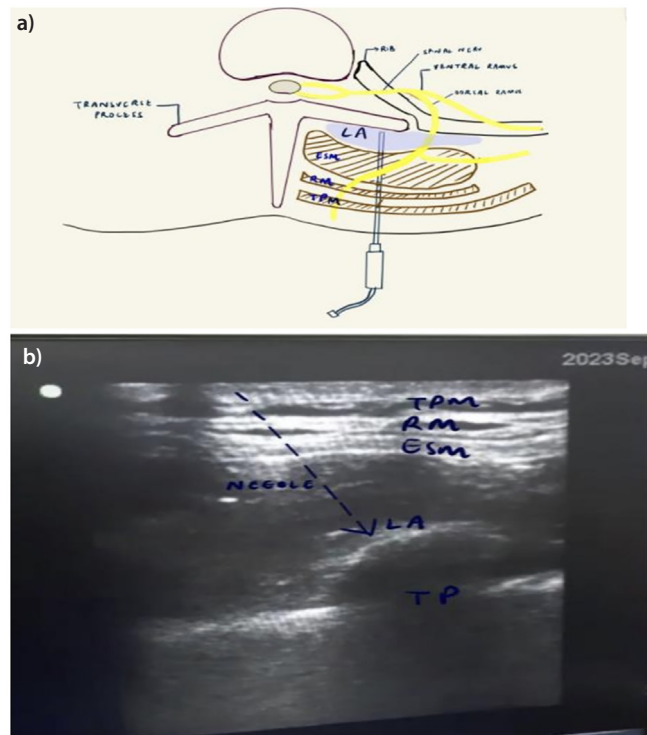 a)
RIB
SPINAL NERV
VENTRAL RAMUS
DORSAL RAMUS
TRANSVERSE
PROCESS
LA
ESM
RM
TPM
b)
2023Sep
TPM
RM
ESM
NEEDLE
LA
TP